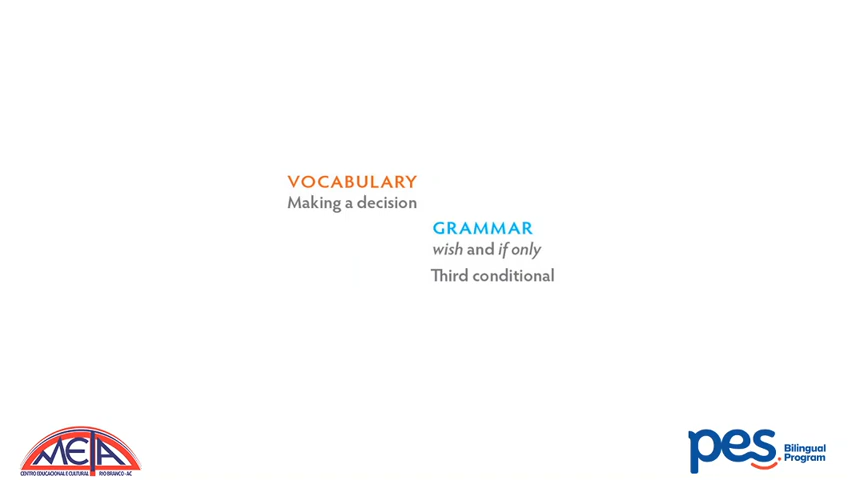 VOCABULARY
Making a decision
GRAMMAR
wish and if only
Third conditional
META
CENTRO EDUCACIONAL E CULTURAL RIO BRANCO - AC
pes.
Bilingual
Program